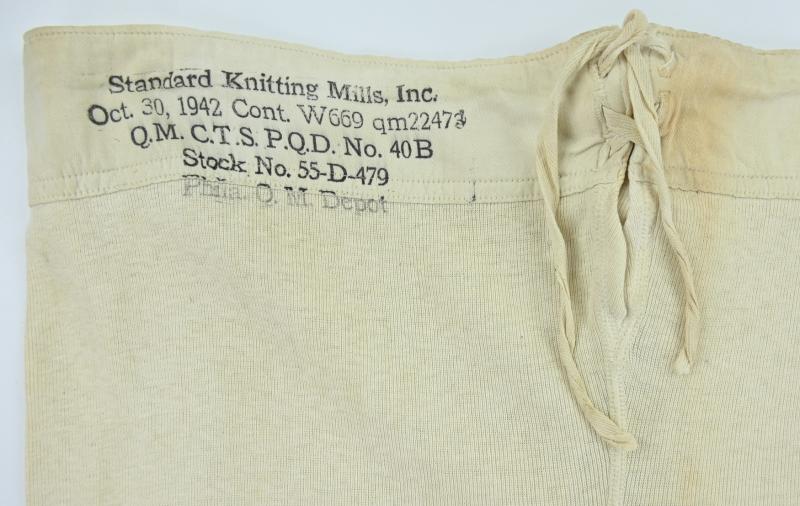 Standard Knitting Mills, Inc.
Oct. 30, 1942 Cont. W669 qm22473
Q.M. C.T.S. P.Q.D. No. 40B
Stock No. 55-D-479
Phila. Q. M. Depot